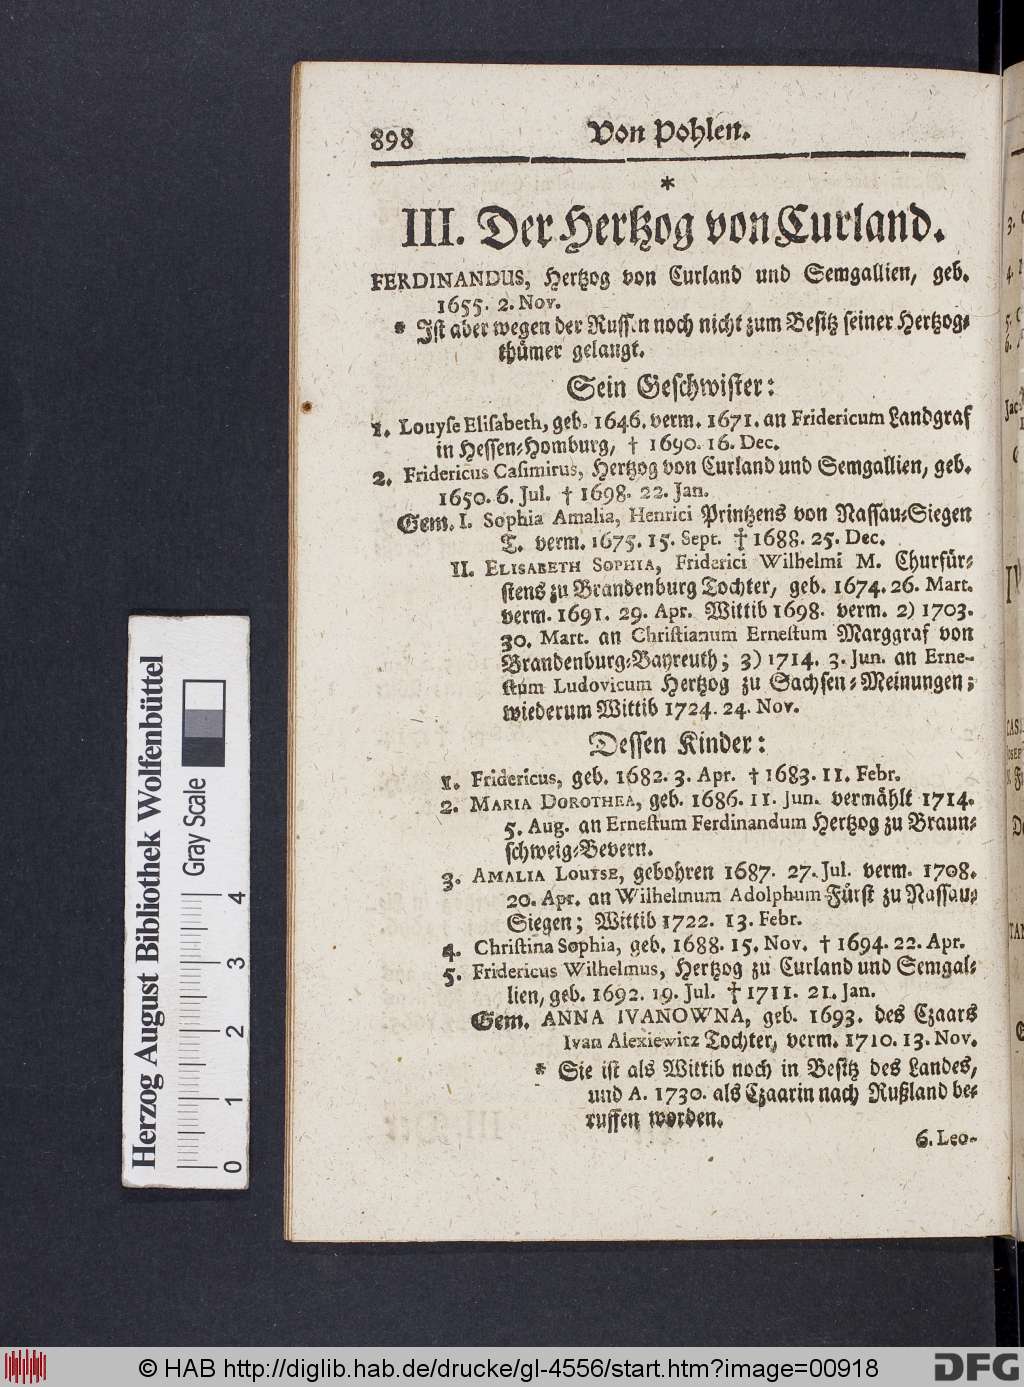 898 Von Pohlen.
*
III. Der Hertzog von Curland.
FERDINANDUS, Hertzog von Curland und Semgallien, geb.
1655. 2. Nov.
* Ist aber wegen der Russen noch nicht zum Besitz seiner Hertzog-
thümer gelangt.
Sein Geschwister:
1. Louyse Elisabeth, geb. 1646. verm. 1671. an Fridericum Landgraf
in Hessen-Homburg, † 1690. 16. Dec.
2. Fridericus Casimirus, Hertzog von Curland und Semgallien, geb.
1650. 6. Jul. † 1698. 22. Jan.
Gem. I. Sophia Amalia, Henrici Printzens von Nassau-Siegen
T. verm. 1675. 15. Sept. † 1688. 25. Dec.
II. ELISABETH SOPHIA, Friderici Wilhelmi M. Churfür-
stens zu Brandenburg Tochter, geb. 1674. 26. Mart.
verm. 1691. 29. Apr. Wittib 1698. verm. 2) 1703.
30. Mart. an Christianum Ernestum Marggraf von
Brandenburg-Bayreuth; 3) 1714. 3. Jun. an Erne-
stum Ludovicum Hertzog zu Sachsen-Meinungen;
wiederum Wittib 1724. 24. Nov.
Dessen Kinder:
1. Fridericus, geb. 1682. 3. Apr. † 1683. 11. Febr.
2. MARIA DOROTHEA, geb. 1686. 11. Jun. vermählt 1714.
5. Aug. an Ernestum Ferdinandum Hertzog zu Braun-
schweig-Bevern.
3. AMALIA LOUYSE, gebohren 1687. 27. Jul. verm. 1708.
20. Apr. an Wilhelmum Adolphum Fürst zu Nassau-
Siegen; Wittib 1722. 13. Febr.
4. Christina Sophia, geb. 1688. 15. Nov. † 1694. 22. Apr.
5. Fridericus Wilhelmus, Hertzog zu Curland und Semgal-
lien, geb. 1692. 19. Jul. † 1711. 21. Jan.
Gem. ANNA IVANOWNA, geb. 1693. des Czaars
Ivan Alexiewitz Tochter, verm. 1710. 13. Nov.
* Sie ist als Wittib noch in Besitz des Landes,
und A. 1730. als Czaarin nach Rußland be-
ruffen worden.
6. Leo-
Herzog August Bibliothek Wolfenbüttel
Gray Scale
0 1 2 3 4
© HAB http://diglib.hab.de/drucke/gl-4556/start.htm?image=00918
DFG